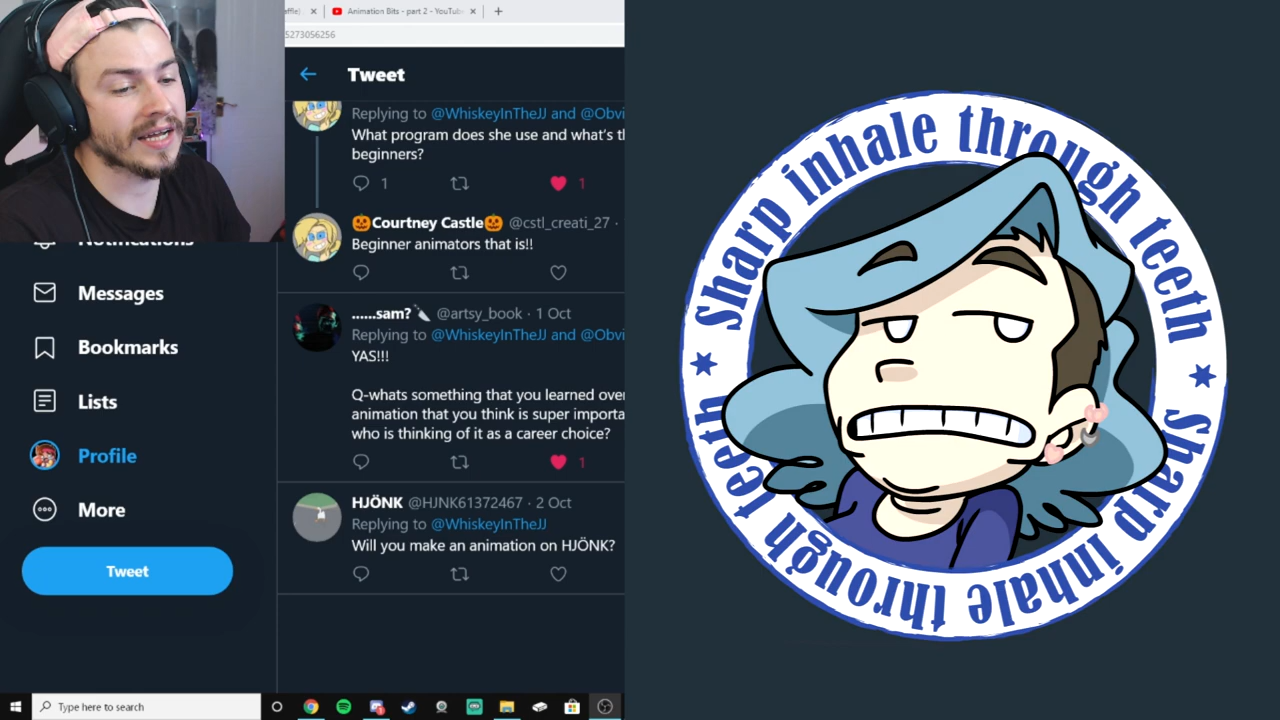 Animation Bits - part 2 - YouTube
5273056256
Tweet
Replying to @WhiskeyInTheJJ and @Obvi
What program does she use and what's
beginners?
1
1
🎃Courtney Castle🎃 @cstl_creati_27 ·
Beginner animators that is!!
......sam?🔪 @artsy_book · 1 Oct
Replying to @WhiskeyInTheJJ and @Obvi
YAS!!!
Q-whats something that you learned over
animation that you think is super importa
who is thinking of it as a career choice?
1
HJÖNK @HJNK61372467 · 2 Oct
Replying to @WhiskeyInTheJJ
Will you make an animation on HJÖNK?
Notifications
Messages
Bookmarks
Lists
Profile
More
Tweet
Type here to search
Sharp inhale through teeth
Sharp inhale through teeth